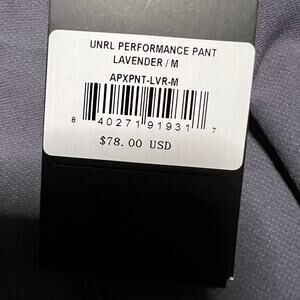 UNRL PERFORMANCE PANT
LAVENDER / M
APXPNT-LVR-M
8 40271 91931 7
$78.00 USD